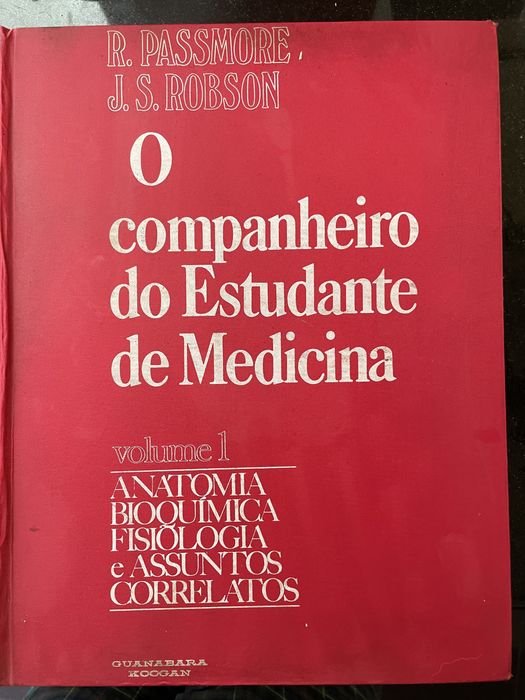 R. PASSMORE
J. S. ROBSON
O
companheiro
do Estudante
de Medicina
volume 1
ANATOMIA
BIOQUÍMICA
FISIOLOGIA
e ASSUNTOS
CORRELATOS
GUANABARA
KOOGAN